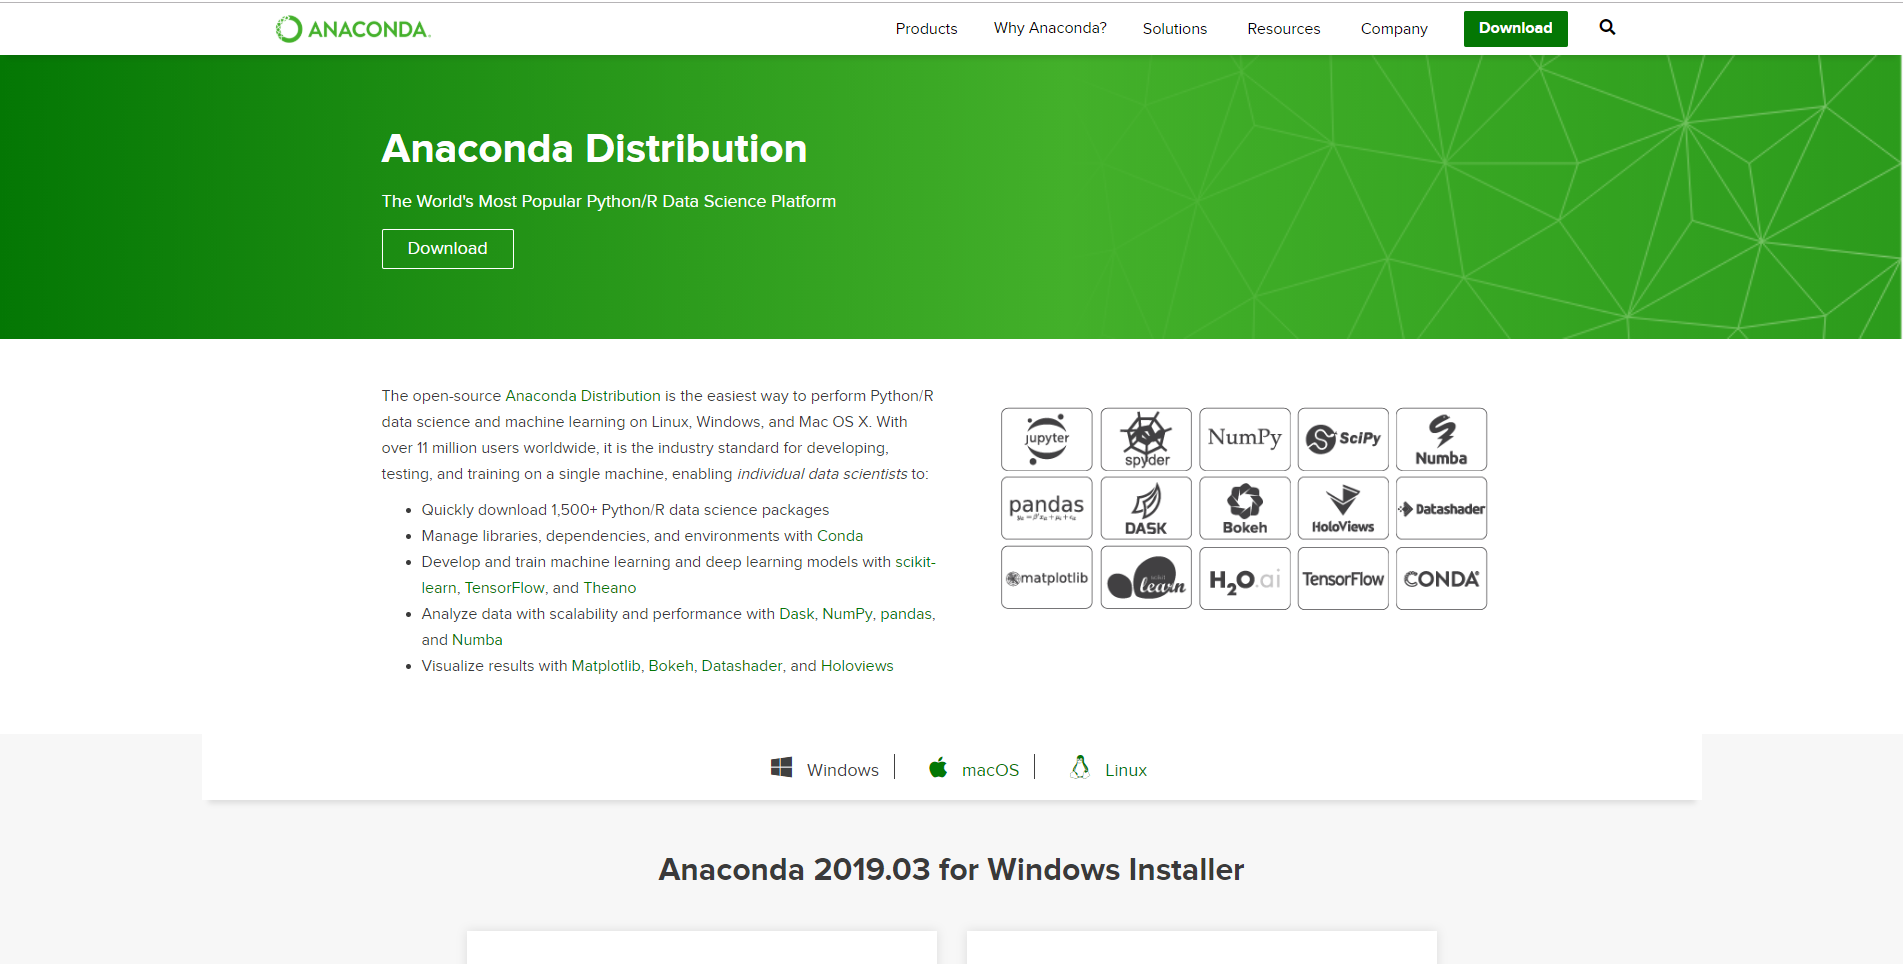 ANACONDA.
Products
Why Anaconda?
Solutions
Resources
Company
Download
Anaconda Distribution
The World's Most Popular Python/R Data Science Platform
Download
The open-source Anaconda Distribution is the easiest way to perform Python/R
data science and machine learning on Linux, Windows, and Mac OS X. With
over 11 million users worldwide, it is the industry standard for developing,
testing, and training on a single machine, enabling individual data scientists to:
Quickly download 1,500+ Python/R data science packages
Manage libraries, dependencies, and environments with Conda
Develop and train machine learning and deep learning models with scikit-
learn, TensorFlow, and Theano
Analyze data with scalability and performance with Dask, NumPy, pandas,
and Numba
Visualize results with Matplotlib, Bokeh, Datashader, and Holoviews
jupyter
spyder
NumPy
SciPy
Numba
pandas
DASK
Bokeh
HoloViews
Datashader
matplotlib
scikit
learn
H2O.ai
TensorFlow
CONDA
Windows
macOS
Linux
Anaconda 2019.03 for Windows Installer